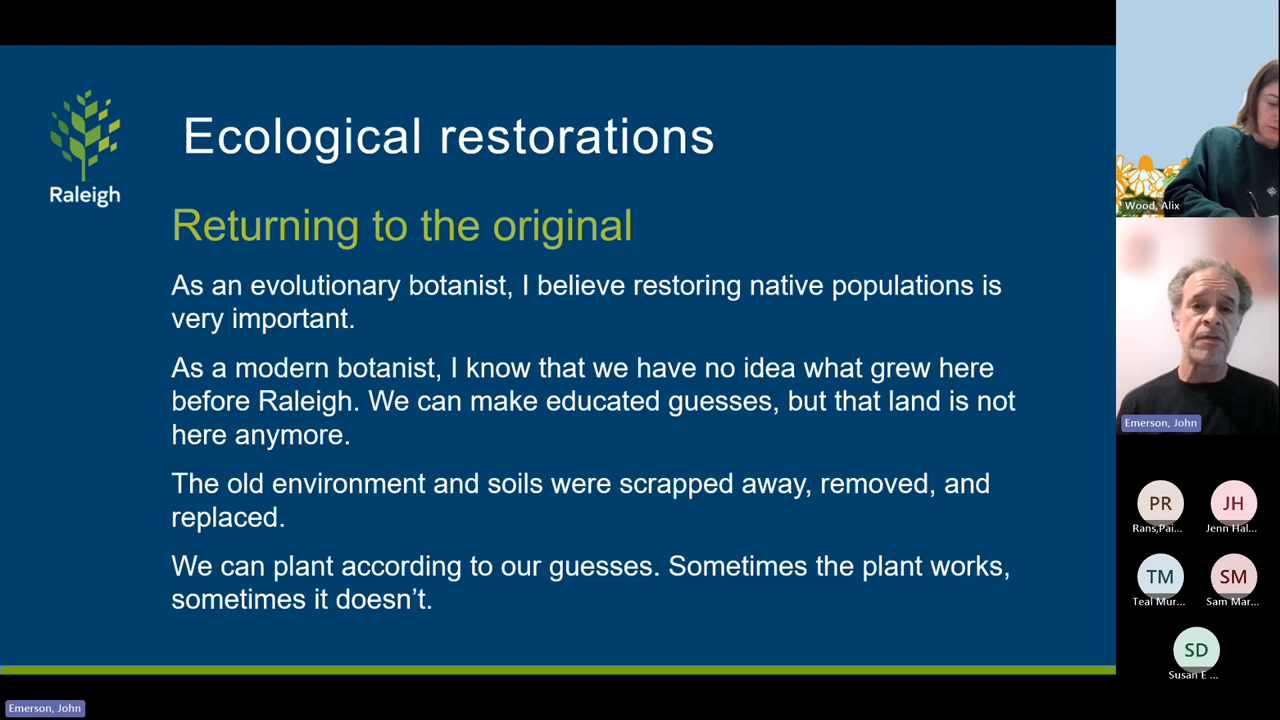 Raleigh
Ecological restorations
Returning to the original
As an evolutionary botanist, I believe restoring native populations is
very important.
As a modern botanist, I know that we have no idea what grew here
before Raleigh. We can make educated guesses, but that land is not
here anymore.
The old environment and soils were scrapped away, removed, and
replaced.
We can plant according to our guesses. Sometimes the plant works,
sometimes it doesn’t.
Wood, Alix
Emerson, John
PR
Rans,Pai...
JH
Jenn Hal...
TM
Teal Mur...
SM
Sam Mar...
SD
Susan E ...
Emerson, John